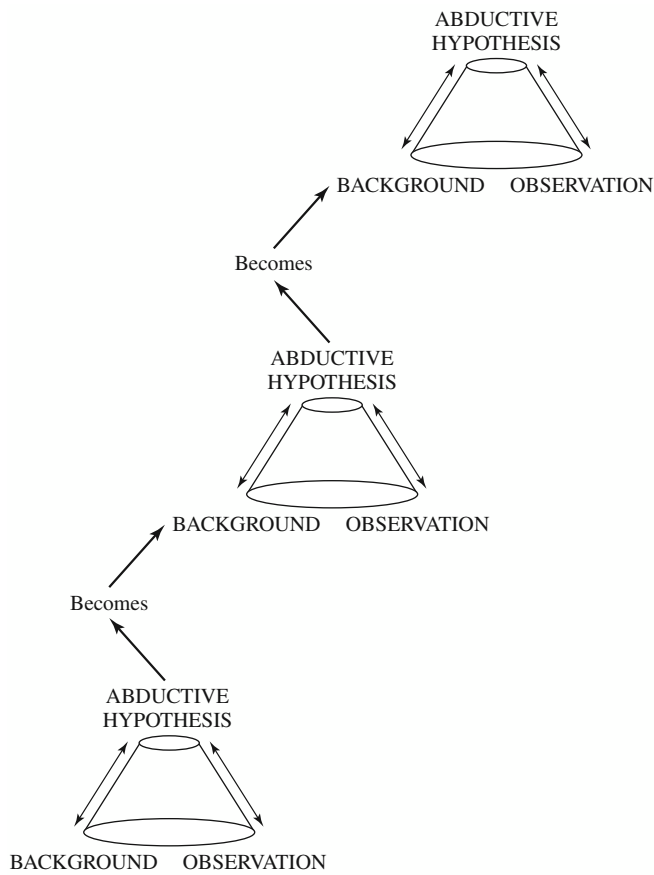 ABDUCTIVE
HYPOTHESIS
BACKGROUND OBSERVATION
Becomes
ABDUCTIVE
HYPOTHESIS
BACKGROUND OBSERVATION
Becomes
ABDUCTIVE
HYPOTHESIS
BACKGROUND OBSERVATION